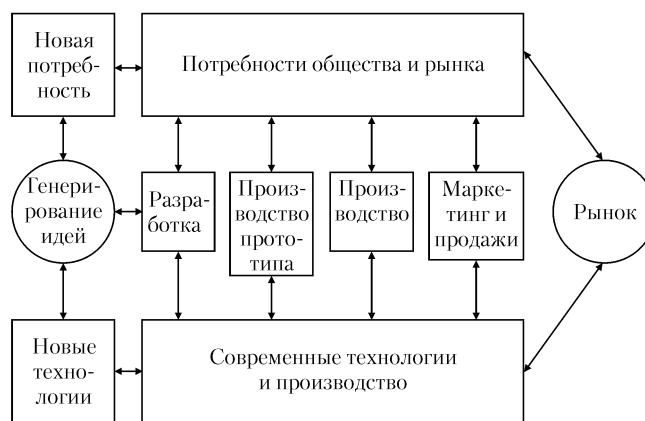 Новая
потреб-
ность
Потребности общества и рынка
Генери-
рование
идей
Разра-
ботка
Произ-
водство
прото-
типа
Произ-
водство
Марке-
тинг и
продажи
Рынок
Новые
техно-
логии
Современные технологии
и производство